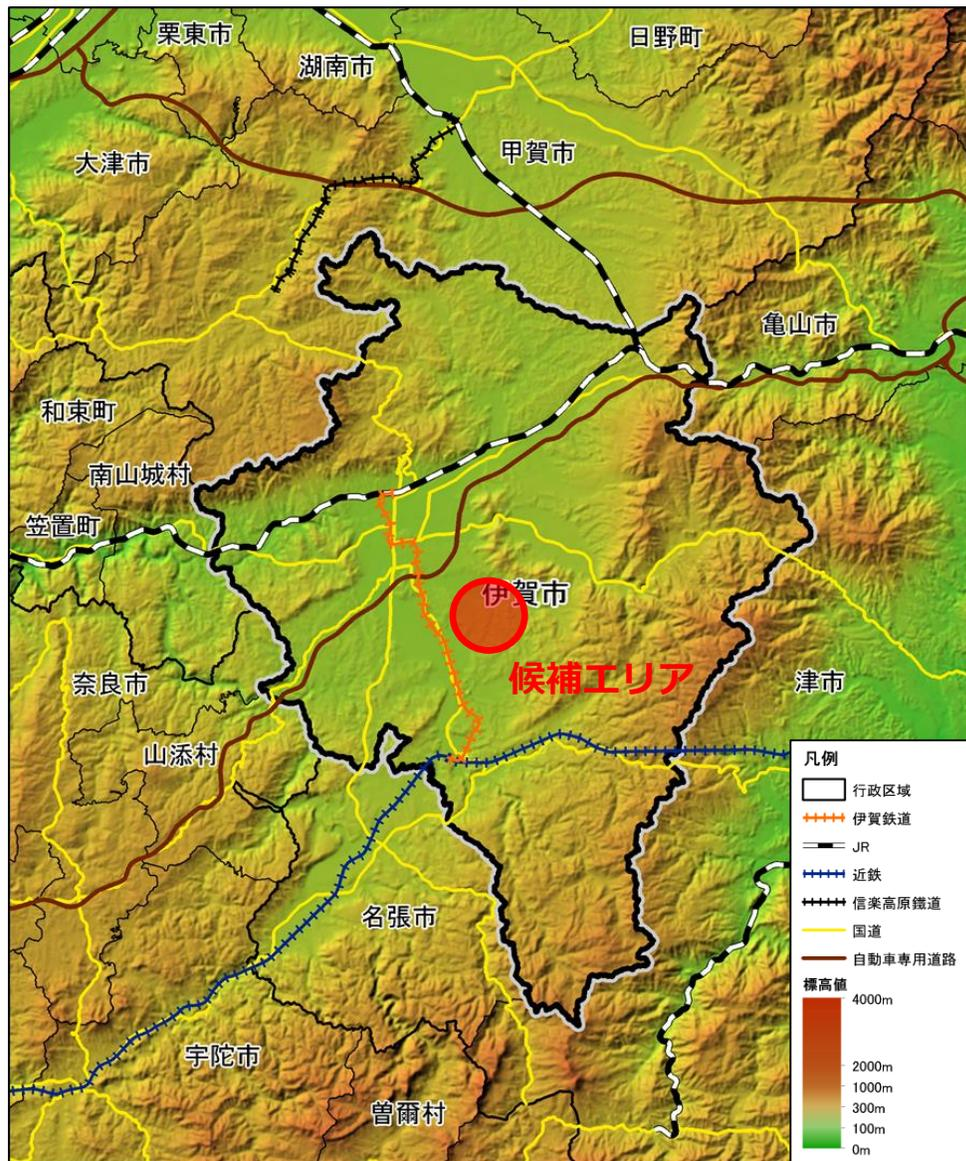 栗東市
日野町
湖南市
大津市
甲賀市
亀山市
和束町
南山城村
笠置町
伊賀市
候補エリア
奈良市
津市
山添村
名張市
宇陀市
曽爾村
凡例
行政区域
伊賀鉄道
JR
近鉄
信楽高原鐵道
国道
自動車専用道路
標高値
4000m
2000m
1000m
300m
100m
0m